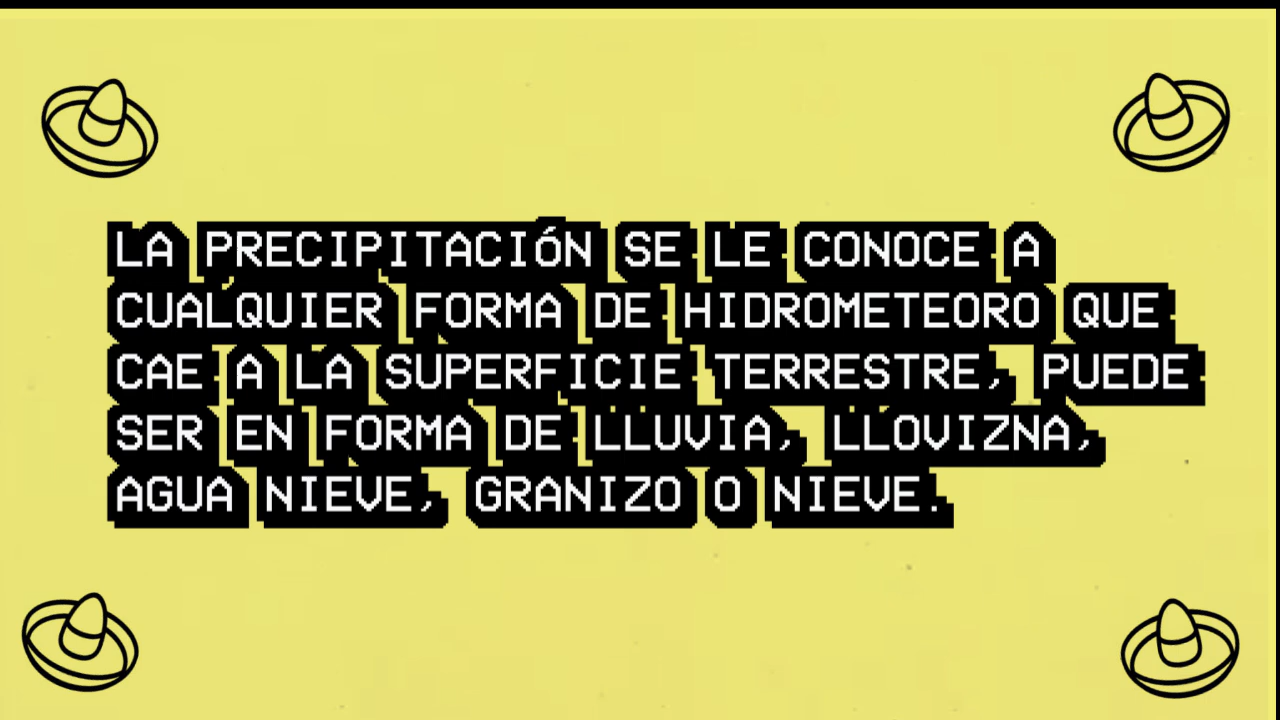 LA PRECIPITACIóN SE LE CONOCE A
CUALQUIER FORMA DE HIDROMETEORO QUE
CAE A LA SUPERFICIE TERRESTRE, PUEDE
SER EN FORMA DE LLUVIA, LLOVIZNA,
AGUA NIEVE, GRANIZO O NIEVE.